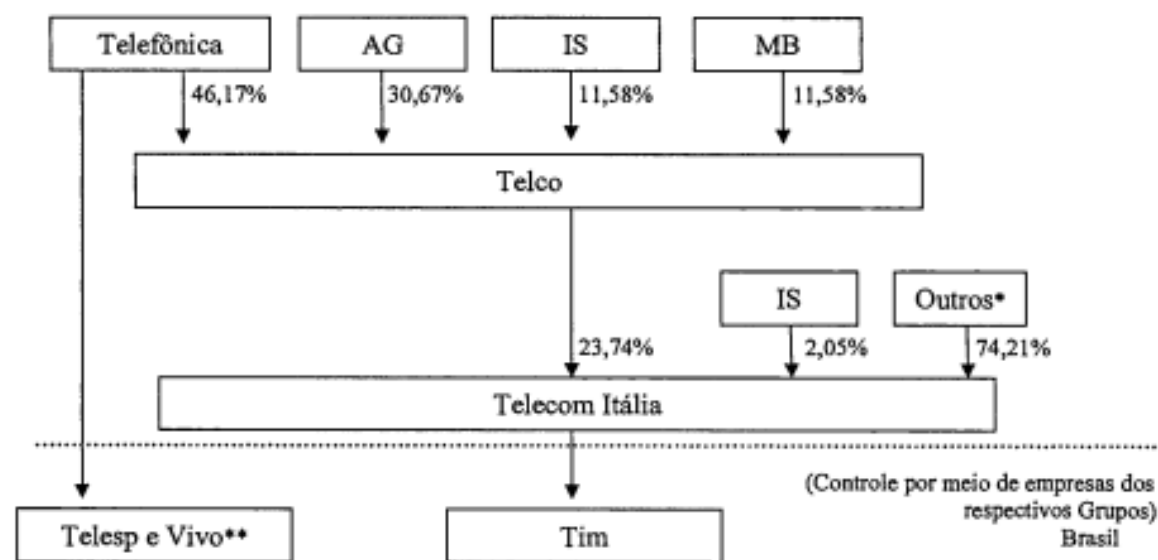 Telefônica
AG
IS
MB
46,17%
30,67%
11,58%
11,58%
Telco
IS
Outros*
23,74%
2,05%
74,21%
Telecom Itália
(Controle por meio de empresas dos
respectivos Grupos)
Brasil
Telesp e Vivo**
Tim